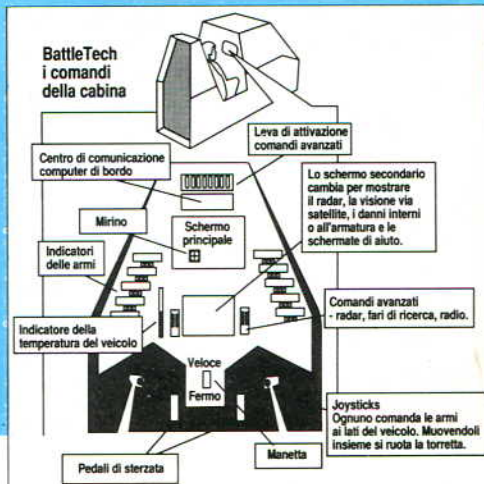 BattleTech
i comandi
della cabina
Leva di attivazione
comandi avanzati
Centro di comunicazione
computer di bordo
Lo schermo secondario
cambia per mostrare
il radar, la visione via
satellite, i danni interni
o all'armatura e le
schermate di aiuto.
Mirino
Schermo
principale
Indicatori
delle armi
Comandi avanzati
- radar, fari di ricerca, radio.
Indicatore della
temperatura del veicolo
Veloce
Fermo
Joysticks
Ognuno comanda le armi
ai lati del veicolo. Muovendoli
insieme si ruota la torretta.
Pedali di sterzata
Manetta